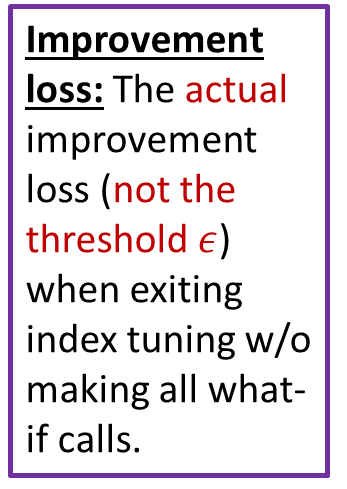 Improvement
loss: The actual
improvement
loss (not the
threshold ϵ)
when exiting
index tuning w/o
making all what-
if calls.